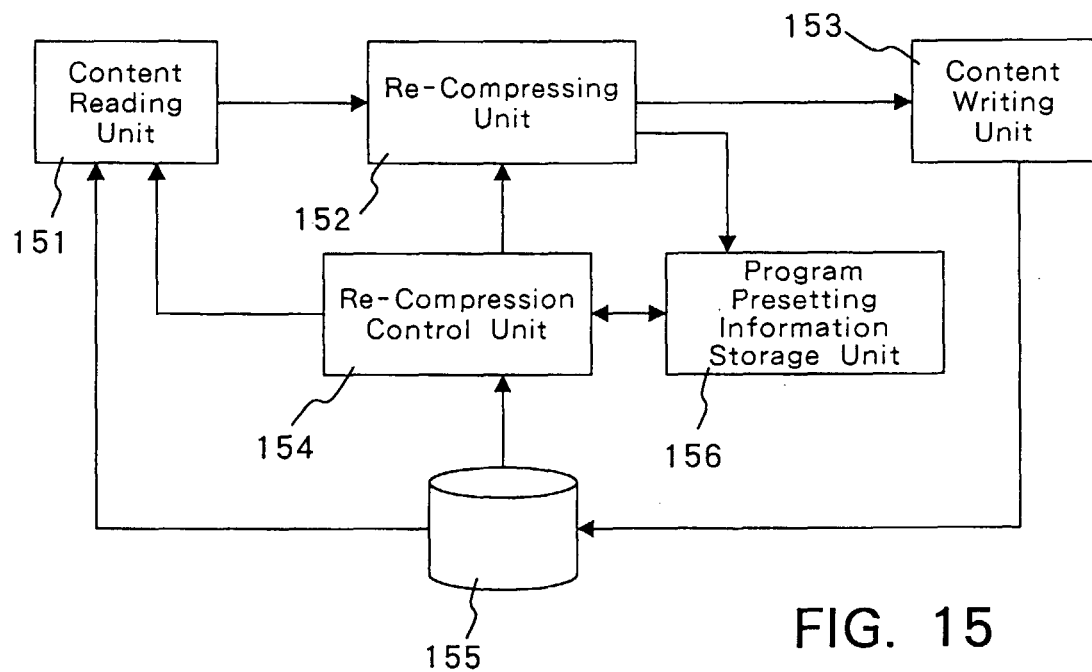 153
Content
Reading
Unit
Re-Compressing
Unit
Content
Writing
Unit
151
152
Re-Compression
Control Unit
Program
Presetting
Information
Storage Unit
154
156
155
FIG. 15